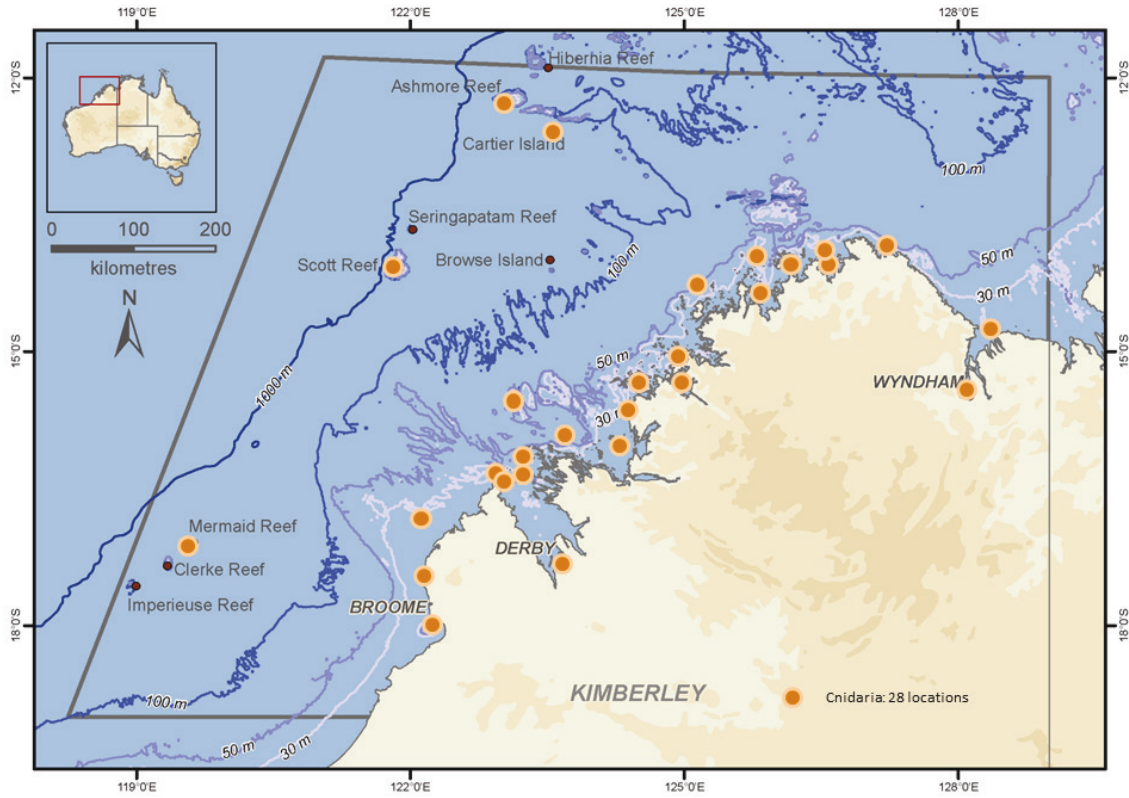 119°0'E
122°0'E
125°0'E
128°0'E
12°0'S
12°0'S
Hiberhia Reef
Ashmore Reef
Cartier Island
100 m
0 100 200
kilometres
N
Seringapatam Reef
Scott Reef
Browse Island
100 m
50 m
30 m
15°0'S
15°0'S
50 m
1000 m
WYNDHAM
30 m
Mermaid Reef
Clerke Reef
Imperieuse Reef
DERBY
BROOME
18°0'S
18°0'S
KIMBERLEY
Cnidaria: 28 locations
100 m
50 m
30 m
119°0'E
122°0'E
125°0'E
128°0'E